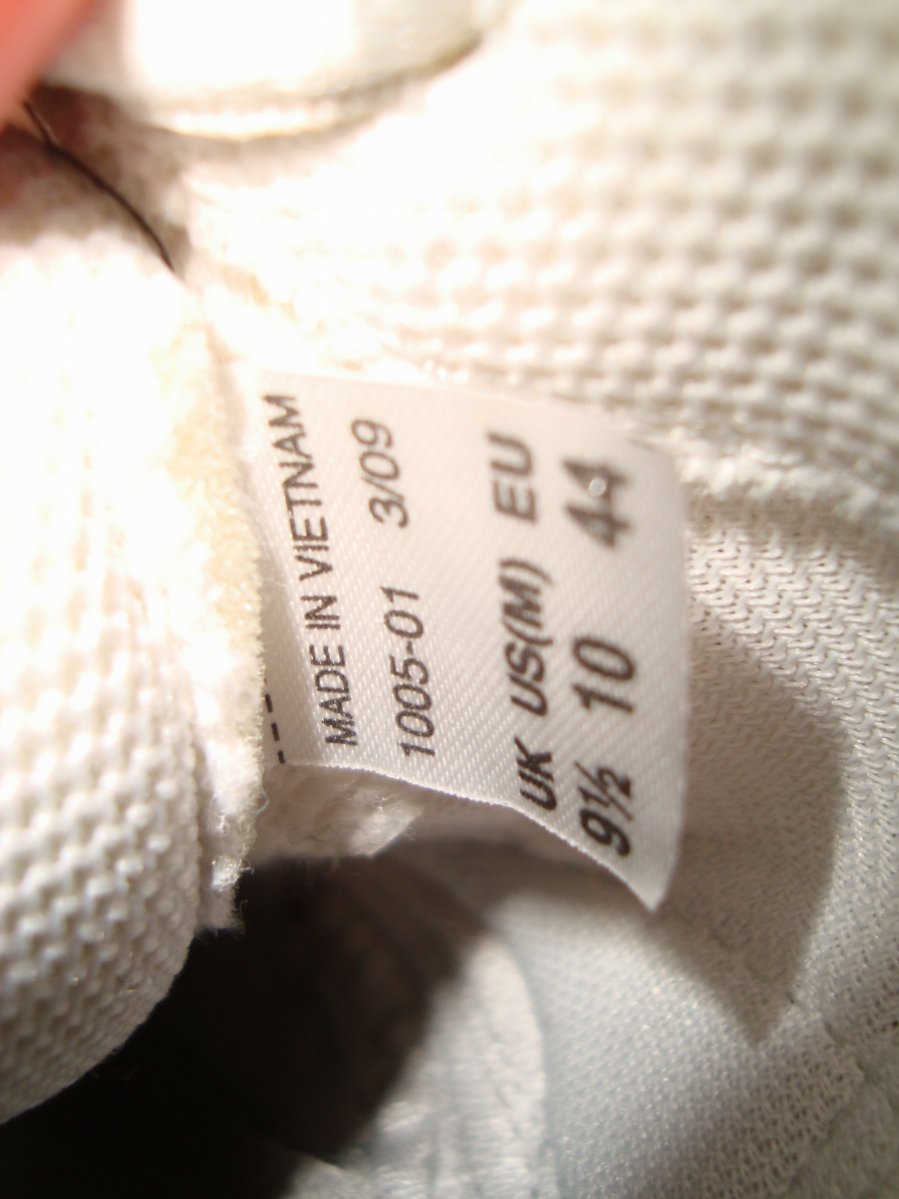 MADE IN VIETNAM
1005-01 3/09
UK US(M) EU
9½ 10 44